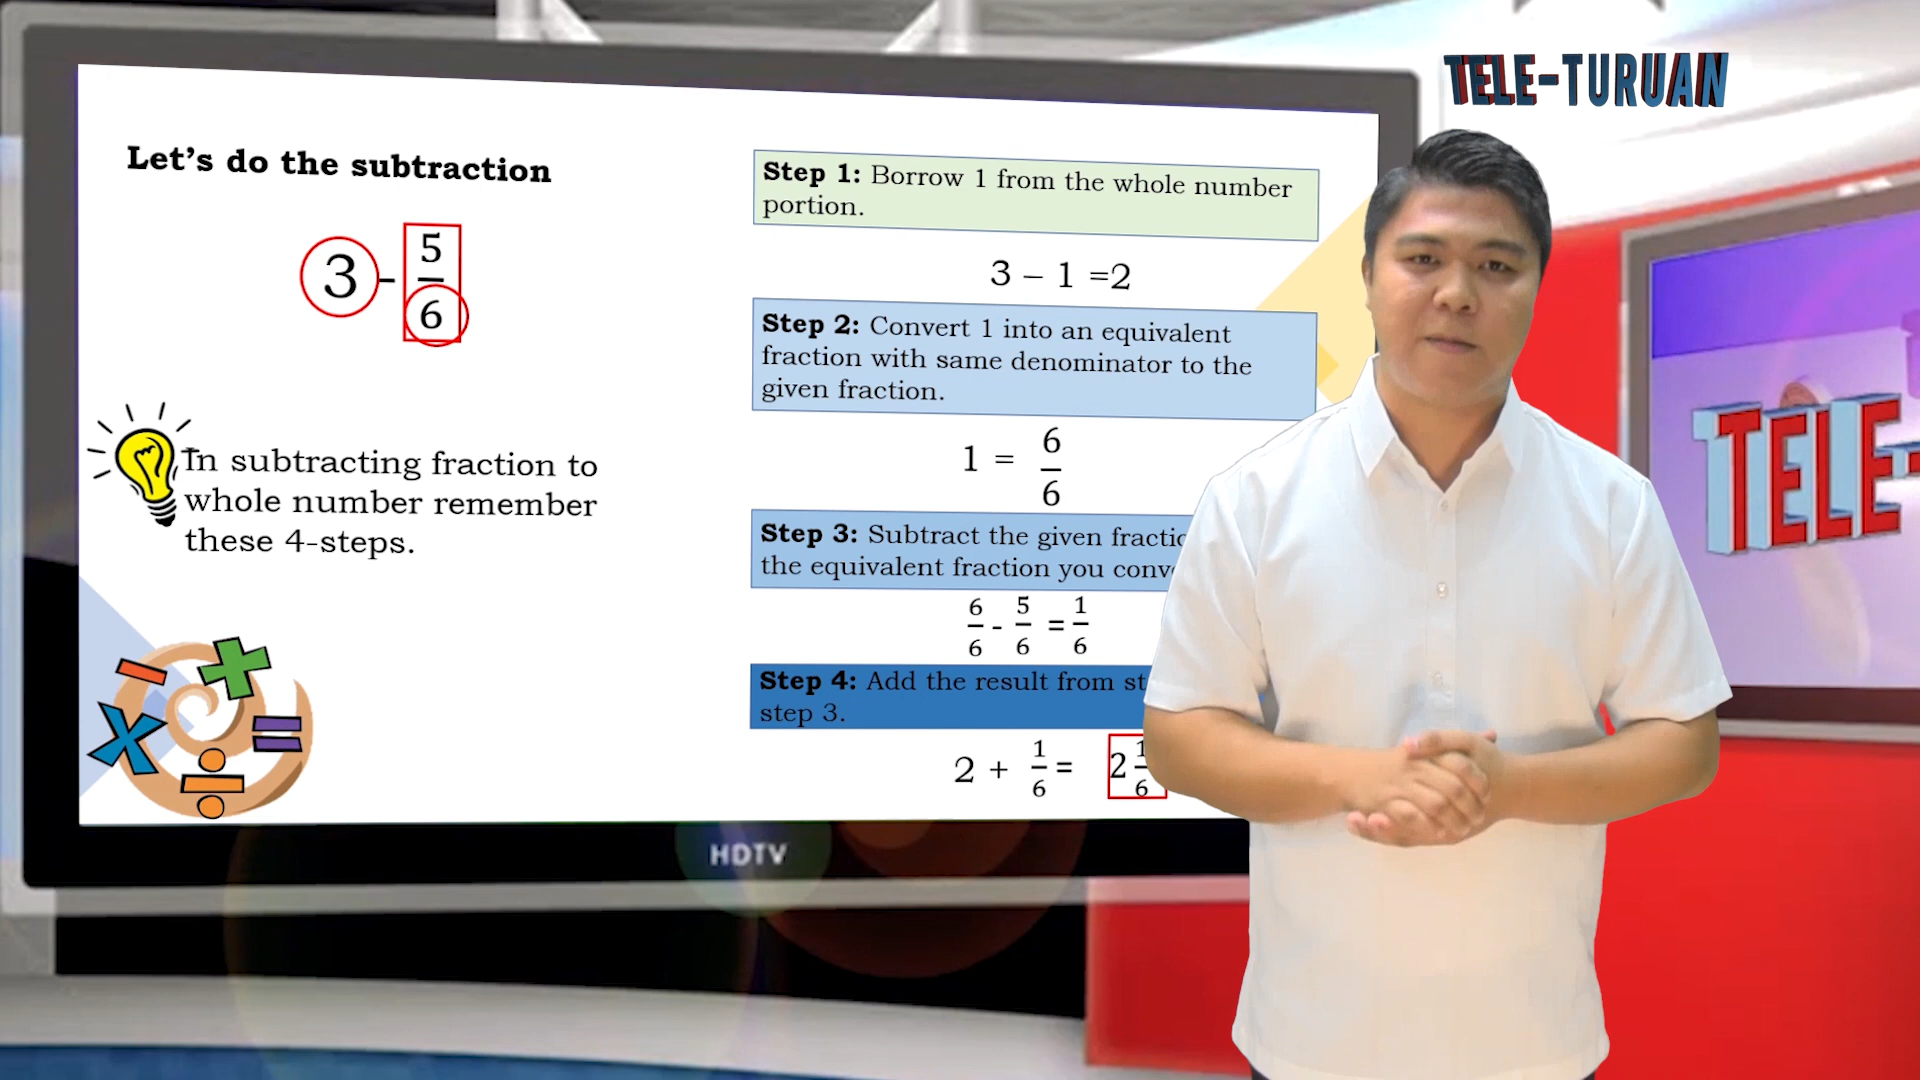 TELE-TURUAN
Let's do the subtraction
3 - 5/6
In subtracting fraction to
whole number remember
these 4-steps.
Step 1: Borrow 1 from the whole number
portion.
3 – 1 =2
Step 2: Convert 1 into an equivalent
fraction with same denominator to the
given fraction.
1 = 6/6
Step 3: Subtract the given
the equivalent fraction you
6/6 - 5/6 = 1/6
Step 4: Add the result from
step 3.
2 + 1/6 = 2 1/6
HDTV
TELE-